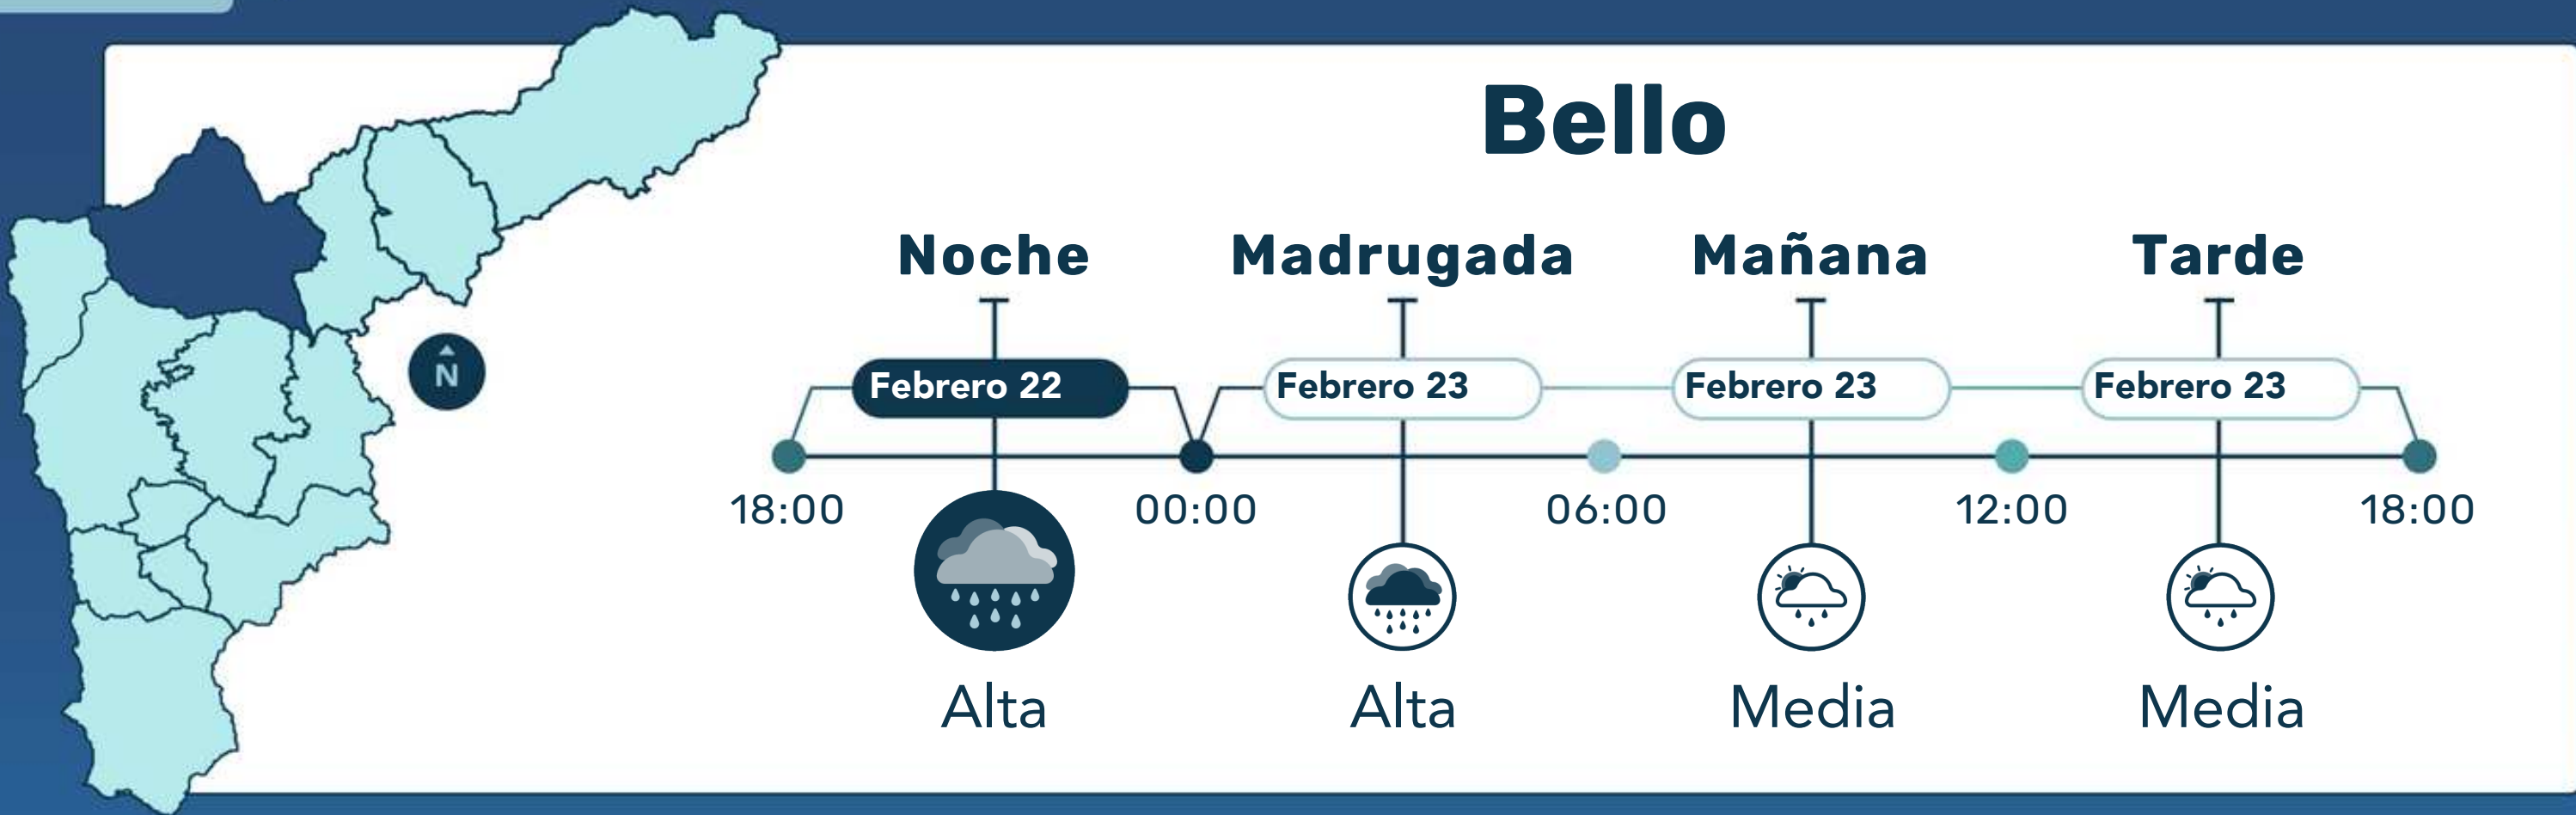 Bello
Noche Madrugada Mañana Tarde
Febrero 22 Febrero 23 Febrero 23 Febrero 23
N
18:00 00:00 06:00 12:00 18:00
Alta Alta Media Media